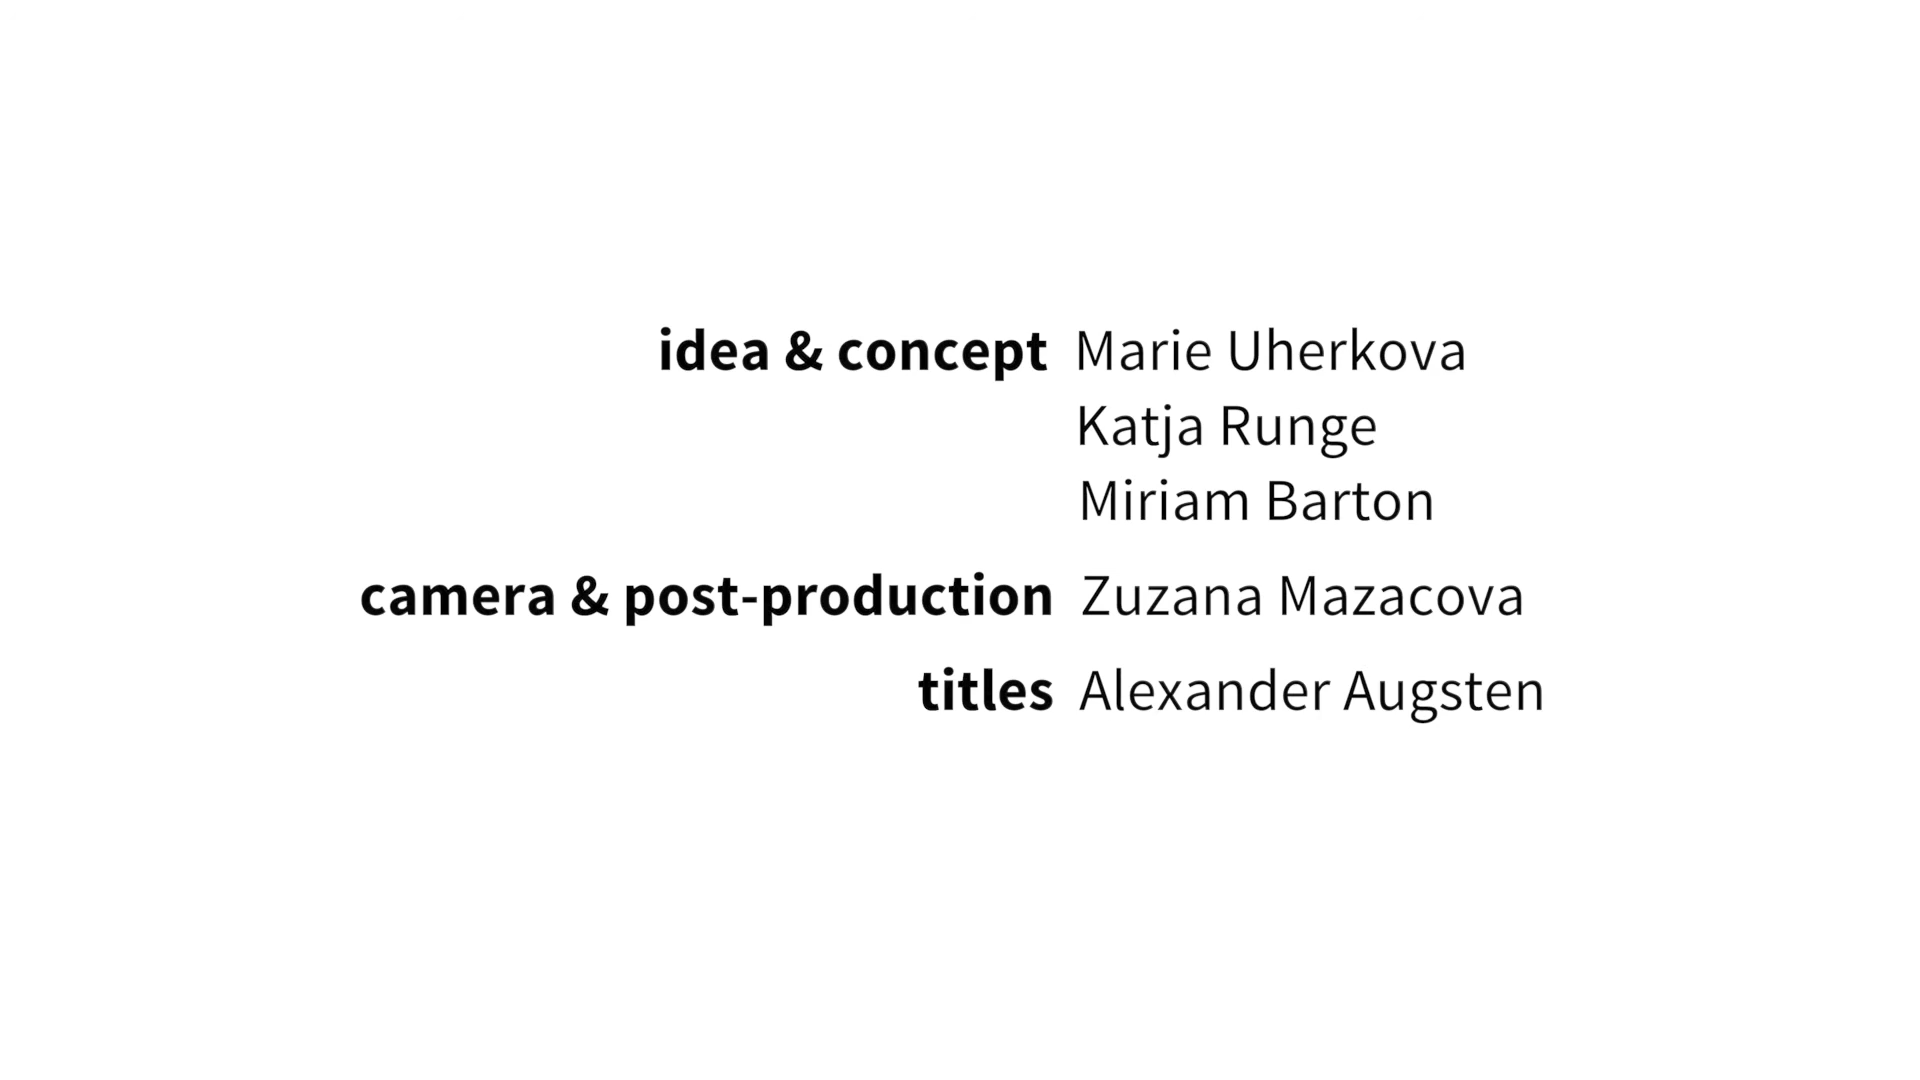 idea & concept Marie Uherkova
Katja Runge
Miriam Barton
camera & post-production Zuzana Mazacova
titles Alexander Augsten